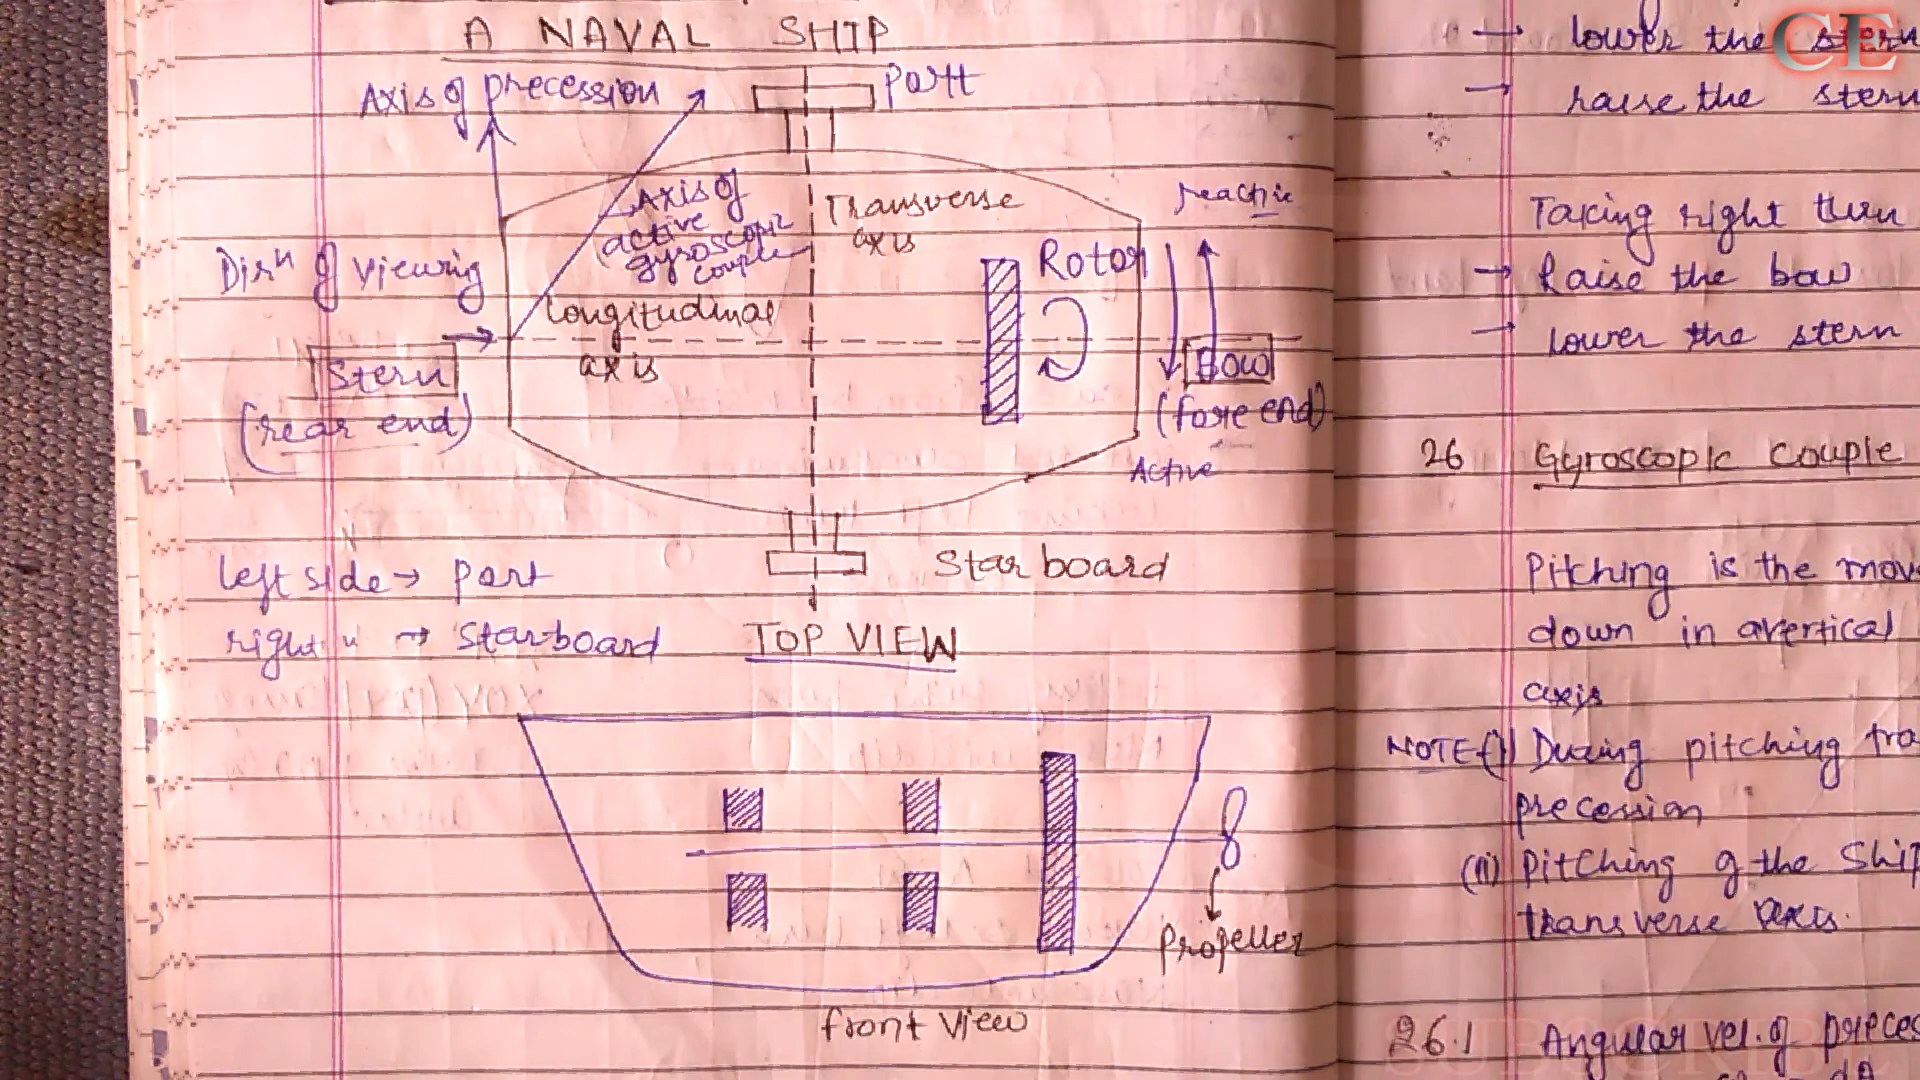 A NAVAL SHIP
Axis of precession
Port
Axis of
active
gyroscopic
couple
Transverse
axis
reactive
Dirn of viewing
Rotor
longitudinal
axis
Stern
(rear end)
Bow
(fore end)
Active
Starboard
left side → port
right " → starboard
TOP VIEW
Propeller
front view
CE
→ lower the stern
→ raise the stern
Taking right turn
→ Raise the bow
→ lower the stern
26 Gyroscopic couple
Pitching is the mov
down in a vertical
axis
NOTE-(i) During pitching tra
precession
(ii) Pitching of the Ship
transverse axis.
26.1 Angular vel. of preces